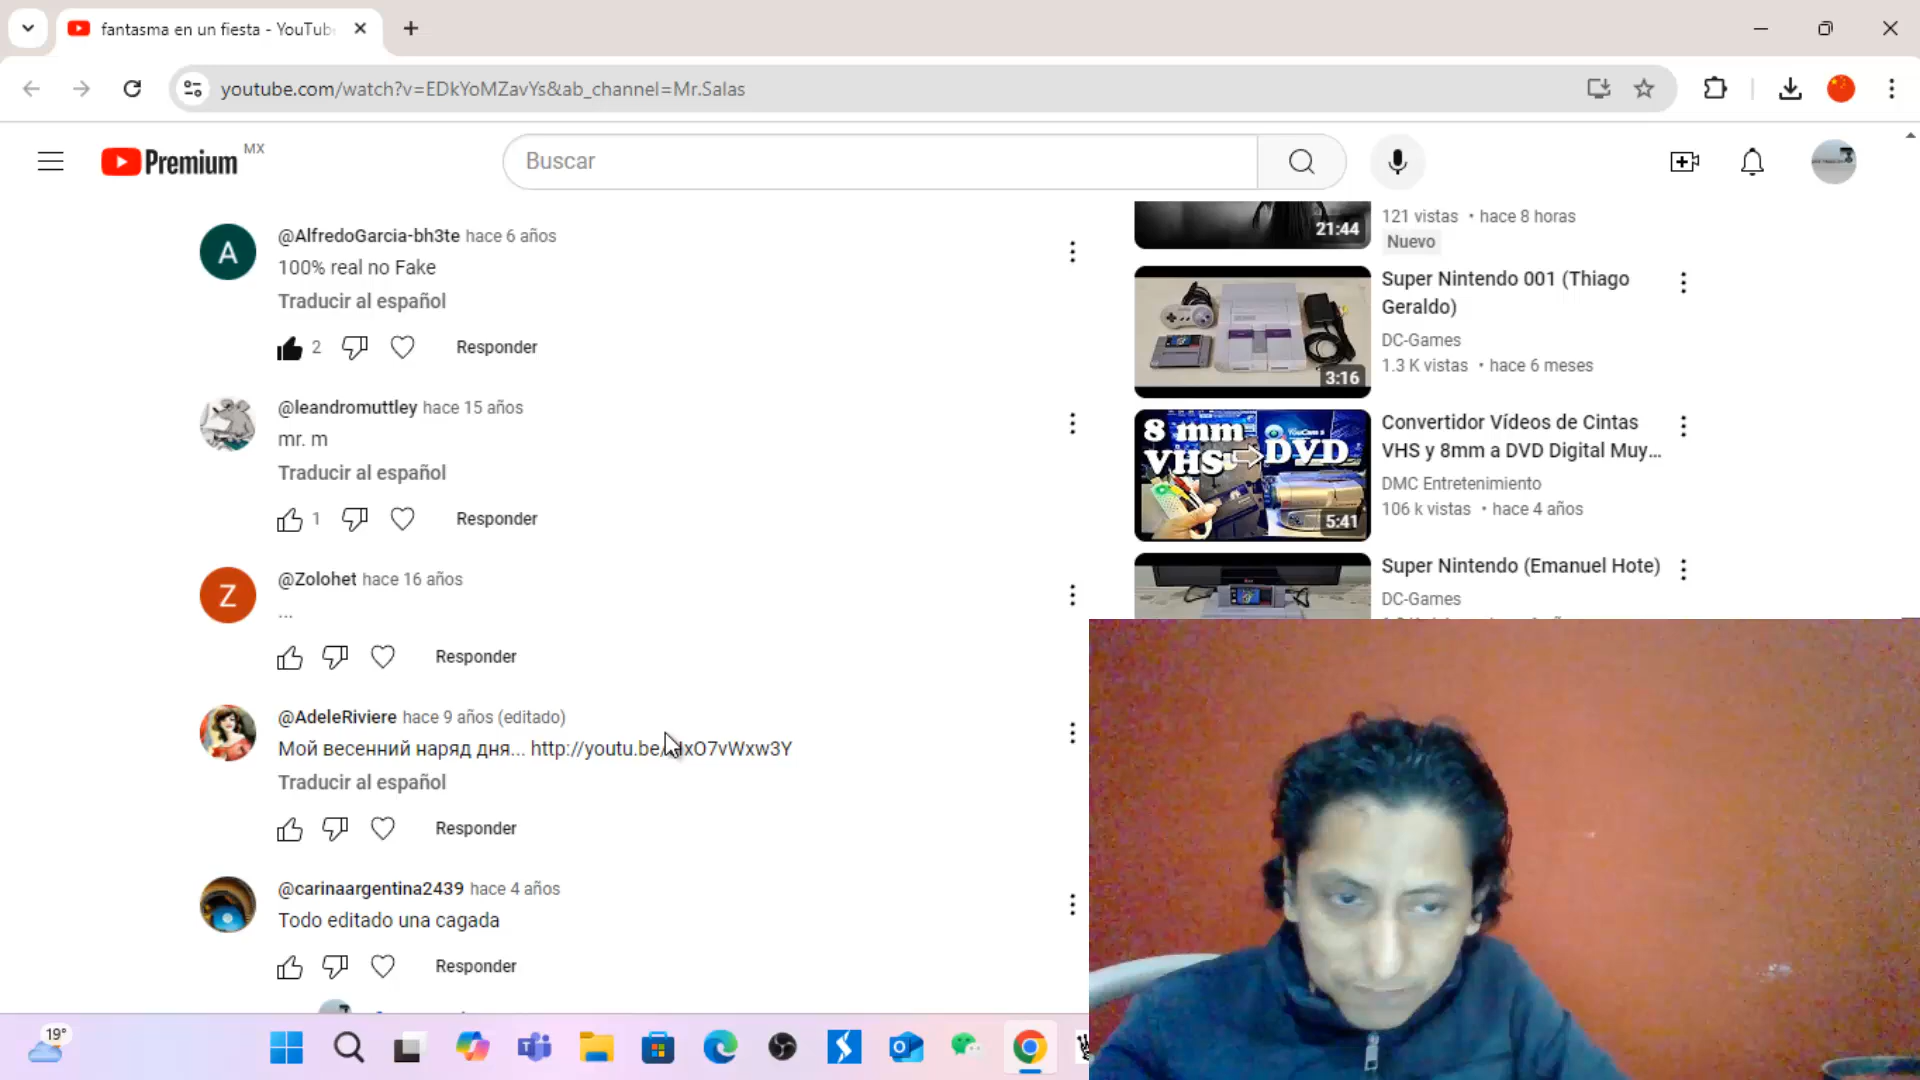 fantasma en un fiesta - YouTub
youtube.com/watch?v=EDkYoMZavYs&ab_channel=Mr.Salas
Premium MX
Buscar
@AlfredoGarcia-bh3te hace 6 años
100% real no Fake
Traducir al español
2 Responder
@leandromuttley hace 15 años
mr. m
Traducir al español
1 Responder
@Zolohet hace 16 años
...
Responder
@AdeleRiviere hace 9 años (editado)
Мой весенний наряд дня... http://youtu.be/ xO7vWxw3Y
Traducir al español
Responder
@carinaargentina2439 hace 4 años
Todo editado una cagada
Responder
21:44
121 vistas • hace 8 horas
Nuevo
3:16
Super Nintendo 001 (Thiago
Geraldo)
DC-Games
1.3 K vistas • hace 6 meses
8 mm
VHS DVD
5:41
Convertidor Vídeos de Cintas
VHS y 8mm a DVD Digital Muy...
DMC Entretenimiento
106 k vistas • hace 4 años
Super Nintendo (Emanuel Hote)
DC-Games
A
Z
19°